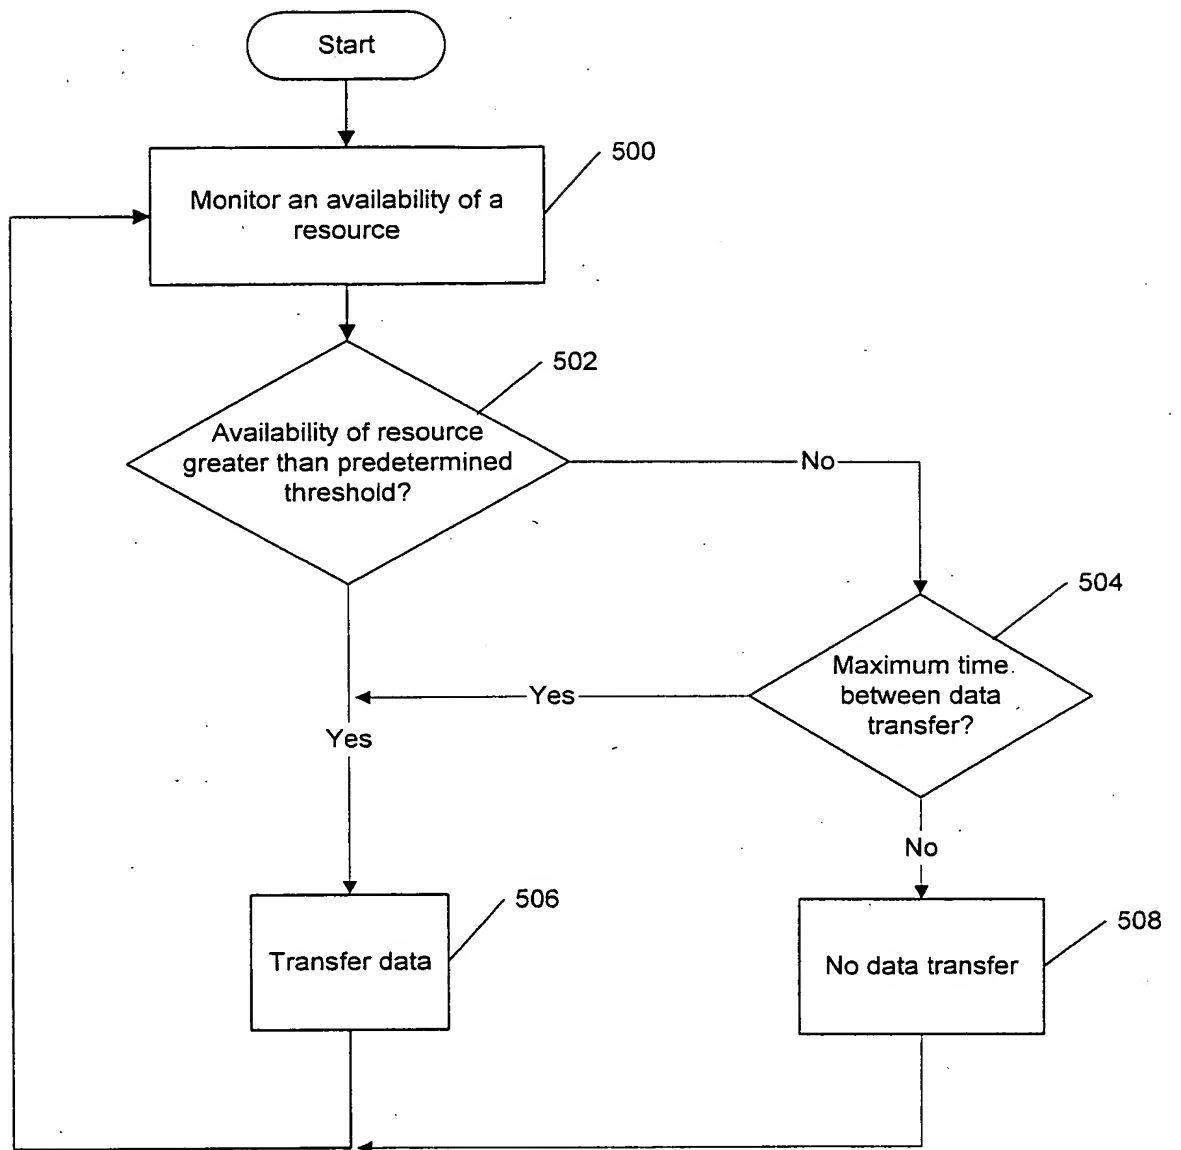 Start
500
Monitor an availability of a
resource
502
Availability of resource
greater than predetermined
threshold?
No
504
Maximum time
between data
transfer?
Yes
Yes
No
506
Transfer data
508
No data transfer